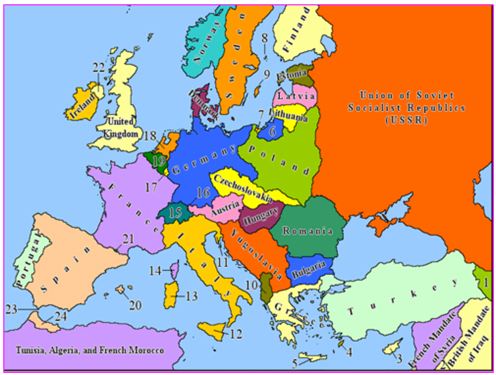 Norway
Sweden
Finland
8
9
Estonia
Latvia
Lithuania
Union of Soviet
Socialist Republics
(USSR)
22
Ireland
United
Kingdom
Denmark
7
6
18
19
Germany
Poland
17
16
Czechoslovakia
France
15
Austria
Hungary
Romania
Italy
Yugoslavia
Bulgaria
Portugal
Spain
21
14
13
11
10
20
12
23
24
Greece
Turkey
1
5
4
3
Tunisia, Algeria, and French Morocco
French Mandate
of Syria
British Mandate
of Iraq